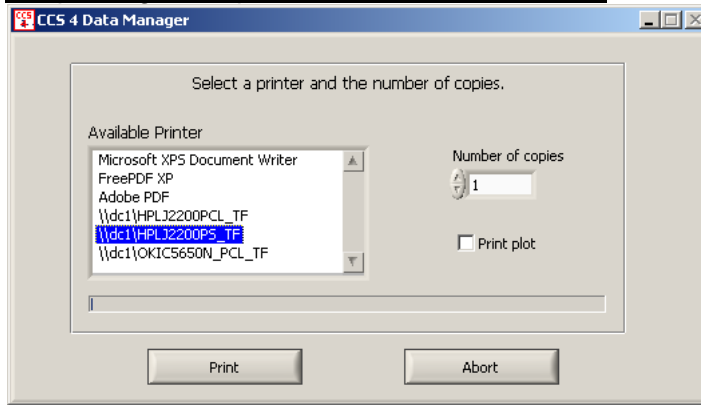 CCS 4 Data Manager
Select a printer and the number of copies.
Available Printer
Microsoft XPS Document Writer
FreePDF XP
Adobe PDF
\\dc1\HPLJ2200PCL_TF
\\dc1\HPLJ2200PS_TF
\\dc1\OKIC5650N_PCL_TF
Number of copies
1
Print plot
Print
Abort